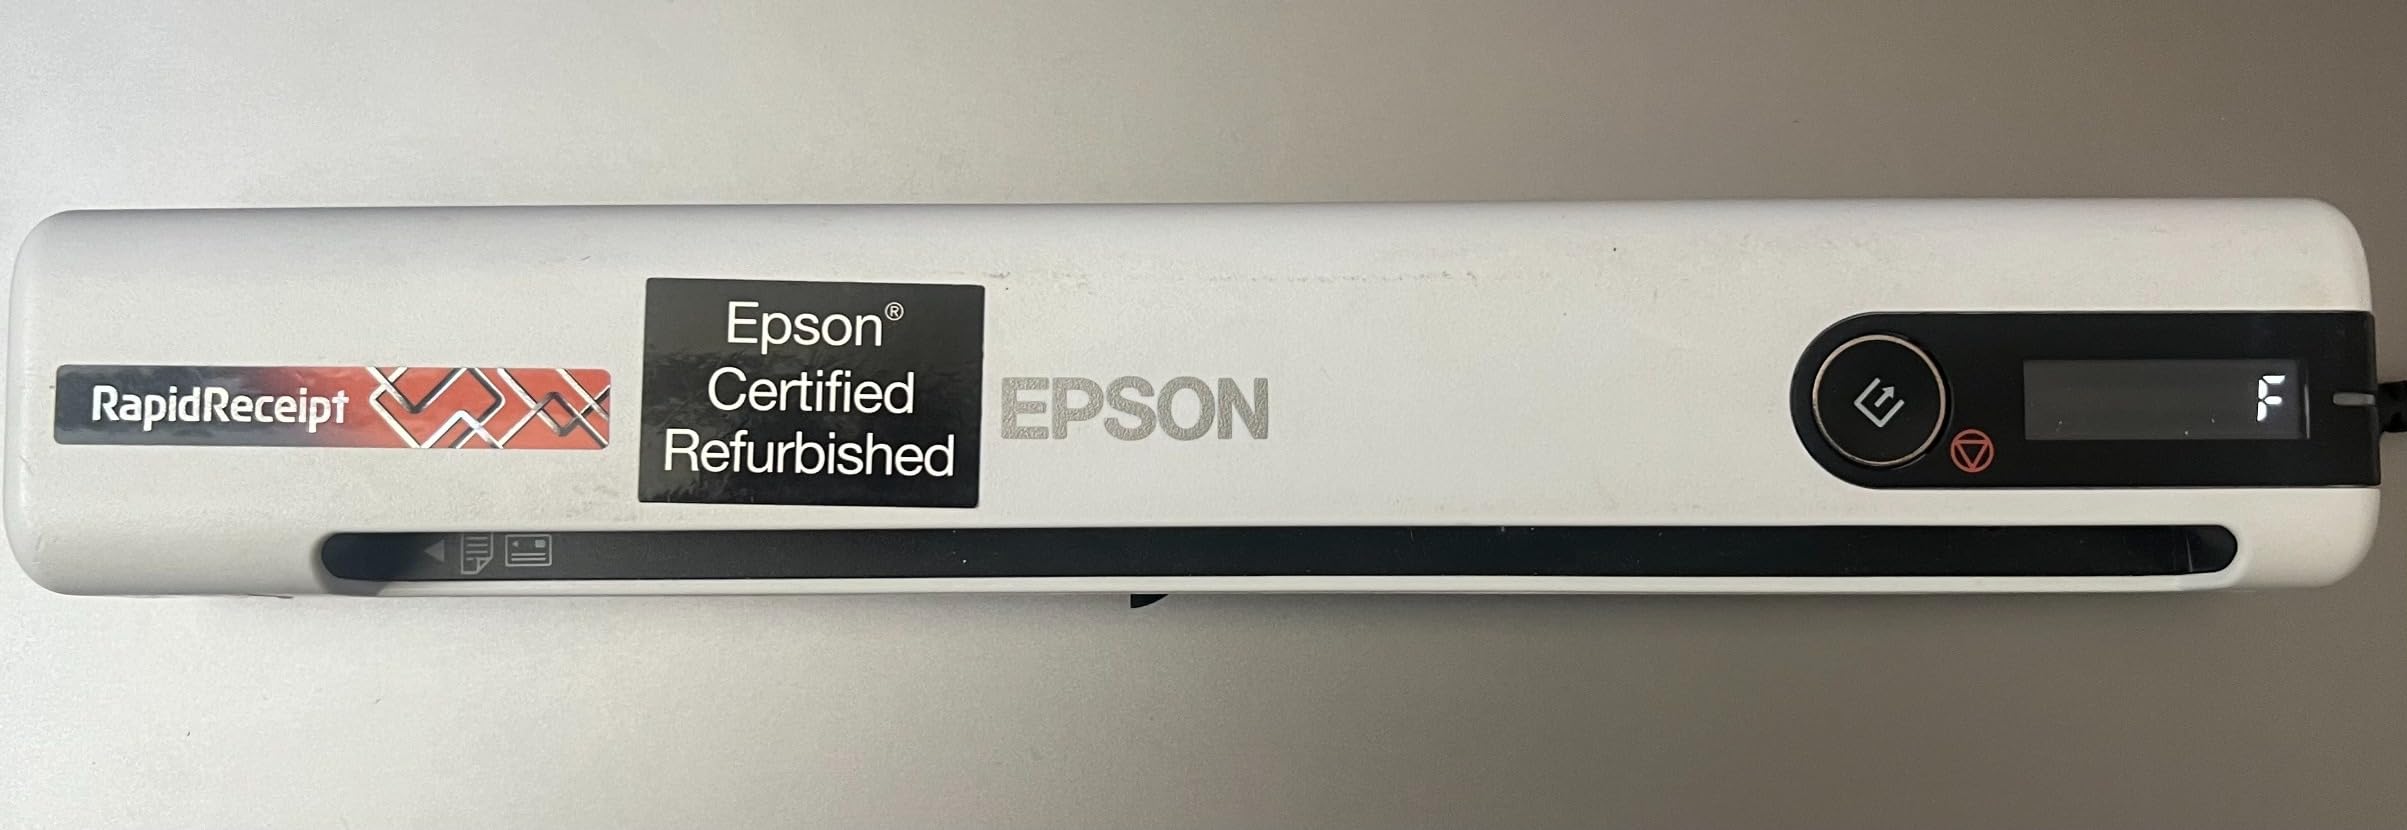 RapidReceipt
Epson®
Certified
Refurbished
EPSON
F